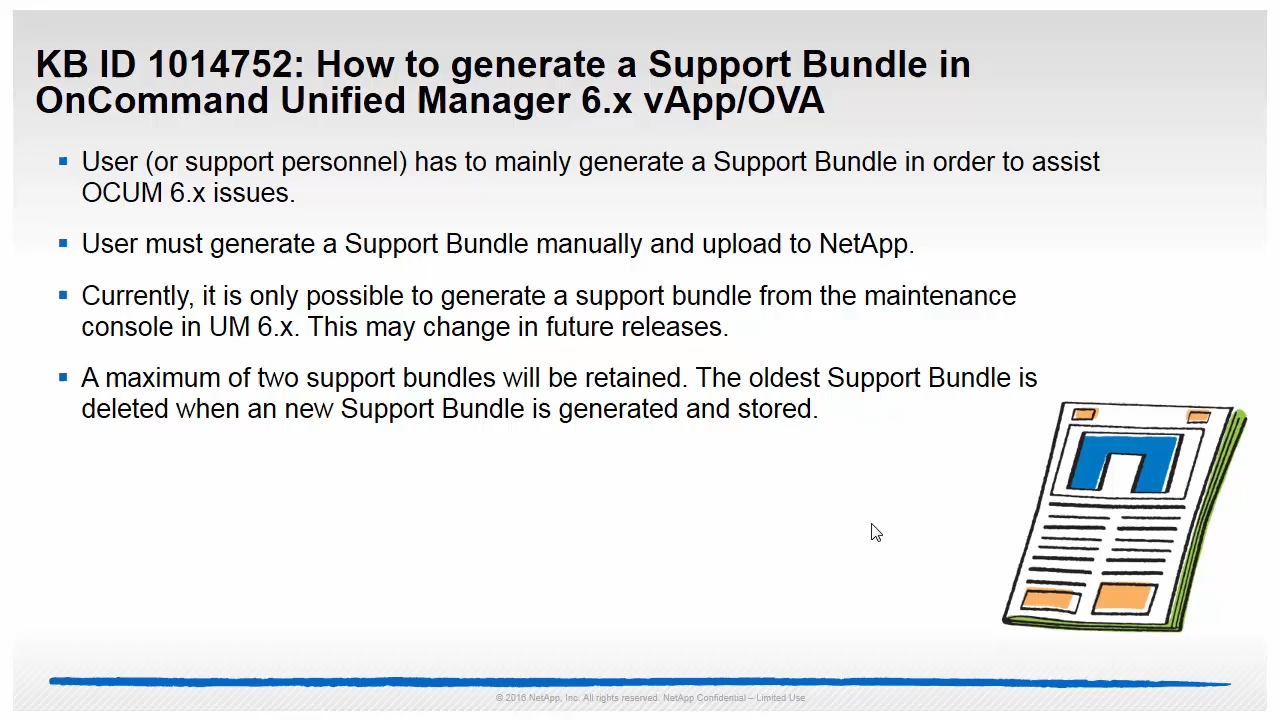 KB ID 1014752: How to generate a Support Bundle in
OnCommand Unified Manager 6.x vApp/OVA
User (or support personnel) has to mainly generate a Support Bundle in order to assist
OCUM 6.x issues.
User must generate a Support Bundle manually and upload to NetApp.
Currently, it is only possible to generate a support bundle from the maintenance
console in UM 6.x. This may change in future releases.
A maximum of two support bundles will be retained. The oldest Support Bundle is
deleted when an new Support Bundle is generated and stored.
© 2016 NetApp, Inc. All rights reserved. NetApp Confidential – Limited Use